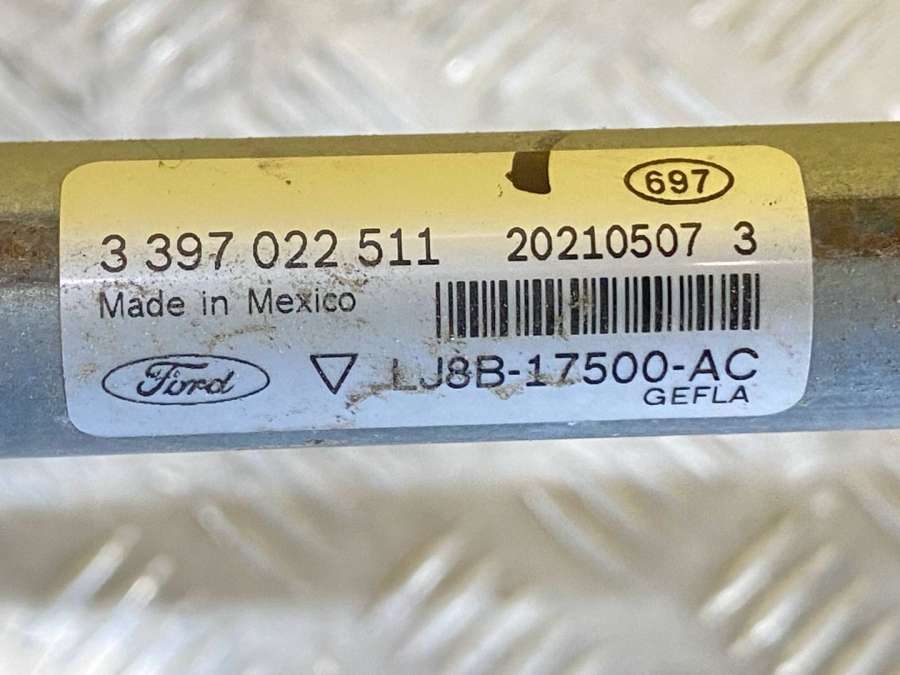 697
3 397 022 511 20210507 3
Made in Mexico
Ford LJ8B-17500-AC
GEFLA